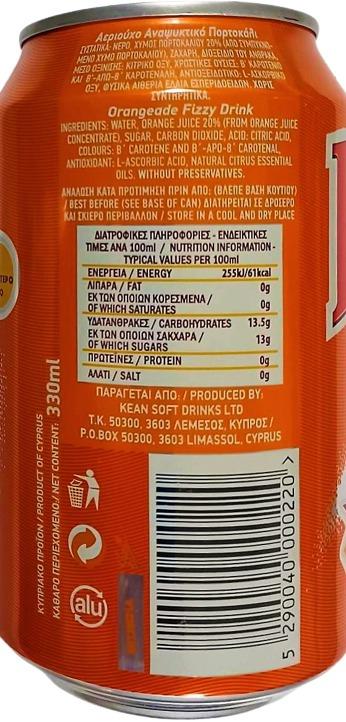 Αεριούχο Αναψυκτικό Πορτοκάλι
ΣΥΣΤΑΤΙΚΑ: ΝΕΡΟ, ΧΥΜΟΣ ΠΟΡΤΟΚΑΛΙΟΥ 20% (ΑΠΟ ΣΥΜΠΥΚΝΩ-
ΜΕΝΟ ΧΥΜΟ ΠΟΡΤΟΚΑΛΙΟΥ), ΖΑΧΑΡΗ, ΔΙΟΞΕΙΔΙΟ ΤΟΥ ΑΝΘΡΑΚΑ,
ΜΕΣΟ ΟΞΙΝΙΣΗΣ: ΚΙΤΡΙΚΟ ΟΞΥ, ΧΡΩΣΤΙΚΕΣ ΟΥΣΙΕΣ: Β΄ ΚΑΡΟΤΕΝΙΟ
ΚΑΙ Β΄-ΑΠΟ-8΄ ΚΑΡΟΤΕΝΑΛΗ, ΑΝΤΙΟΞΕΙΔΩΤΙΚΟ: L-ΑΣΚΟΡΒΙΚΟ
ΟΞΥ, ΦΥΣΙΚΑ ΑΙΘΕΡΙΑ ΕΛΑΙΑ ΕΣΠΕΡΙΔΟΕΙΔΩΝ. ΧΩΡΙΣ
ΣΥΝΤΗΡΗΤΙΚΑ.
Orangeade Fizzy Drink
INGREDIENTS: WATER, ORANGE JUICE 20% (FROM ORANGE JUICE
CONCENTRATE), SUGAR, CARBON DIOXIDE, ACID: CITRIC ACID,
COLOURS: B΄ CAROTENE AND B΄-APO-8΄ CAROTENAL,
ANTIOXIDANT: L-ASCORBIC ACID, NATURAL CITRUS ESSENTIAL
OILS. WITHOUT PRESERVATIVES.
ΑΝΑΛΩΣΗ ΚΑΤΑ ΠΡΟΤΙΜΗΣΗ ΠΡΙΝ ΑΠΟ: (ΒΛΕΠΕ ΒΑΣΗ ΚΟΥΤΙΟΥ)
/ BEST BEFORE (SEE BASE OF CAN) ΔΙΑΤΗΡΕΙΤΑΙ ΣΕ ΔΡΟΣΕΡΟ
ΚΑΙ ΣΚΙΕΡΟ ΠΕΡΙΒΑΛΛΟΝ / STORE IN A COOL AND DRY PLACE
ΔΙΑΤΡΟΦΙΚΕΣ ΠΛΗΡΟΦΟΡΙΕΣ - ΕΝΔΕΙΚΤΙΚΕΣ
ΤΙΜΕΣ ΑΝΑ 100ml / NUTRITION INFORMATION -
TYPICAL VALUES PER 100ml
ΕΝΕΡΓΕΙΑ / ENERGY 255kJ/61kcal
ΛΙΠΑΡΑ / FAT 0g
ΕΚ ΤΩΝ ΟΠΟΙΩΝ ΚΟΡΕΣΜΕΝΑ /
OF WHICH SATURATES 0g
ΥΔΑΤΑΝΘΡΑΚΕΣ / CARBOHYDRATES 13.5g
ΕΚ ΤΩΝ ΟΠΟΙΩΝ ΣΑΚΧΑΡΑ /
OF WHICH SUGARS 13g
ΠΡΩΤΕΪΝΕΣ / PROTEIN 0g
ΑΛΑΤΙ / SALT 0g
ΠΑΡΑΓΕΤΑΙ ΑΠΟ: / PRODUCED BY:
KEAN SOFT DRINKS LTD
Τ.Κ. 50300, 3603 ΛΕΜΕΣΟΣ, ΚΥΠΡΟΣ /
P.O.BOX 50300, 3603 LIMASSOL, CYPRUS
ΚΥΠΡΙΑΚΟ ΠΡΟΪΟΝ / PRODUCT OF CYPRUS
ΚΑΘΑΡΟ ΠΕΡΙΕΧΟΜΕΝΟ / NET CONTENT: 330ml
alu
5 290040 000220 >